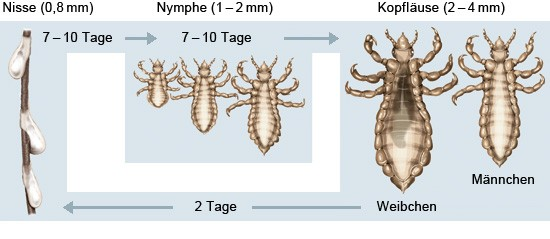 Nisse (0,8 mm)
Nymphe (1 – 2 mm)
Kopfläuse (2 – 4 mm)
7 – 10 Tage
7 – 10 Tage
Männchen
2 Tage
Weibchen